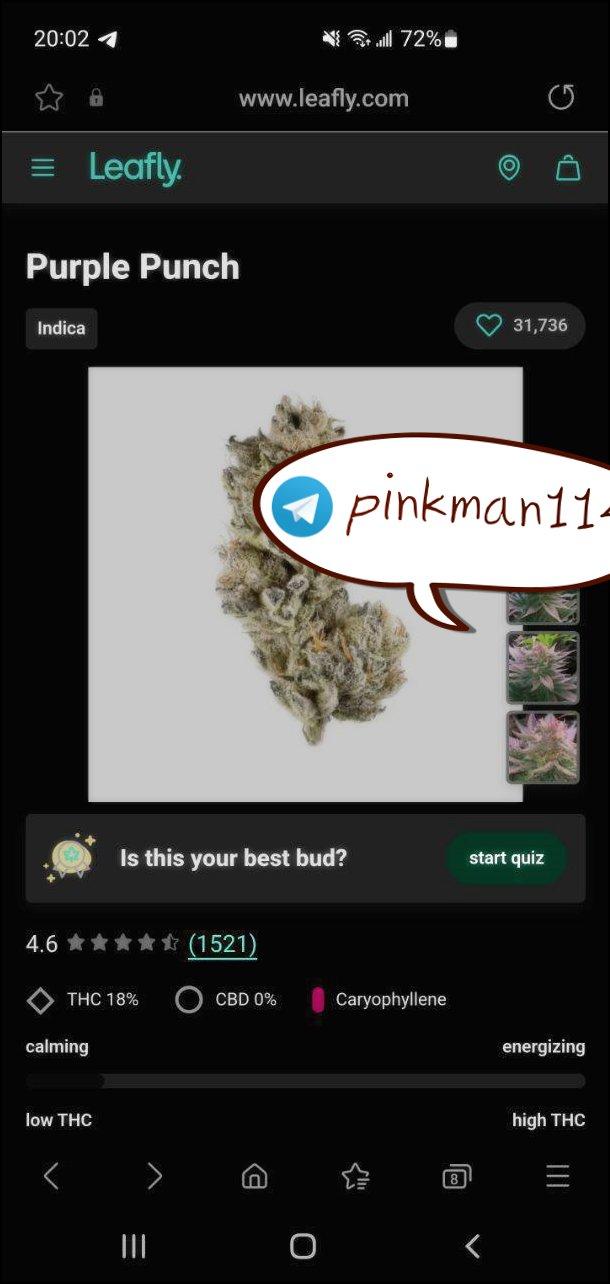 20:02 72%
www.leafly.com
Leafly.
Purple Punch
Indica
31,736
pinkman11
Is this your best bud?
start quiz
4.6 (1521)
THC 18% CBD 0% Caryophyllene
calming energizing
low THC high THC
8